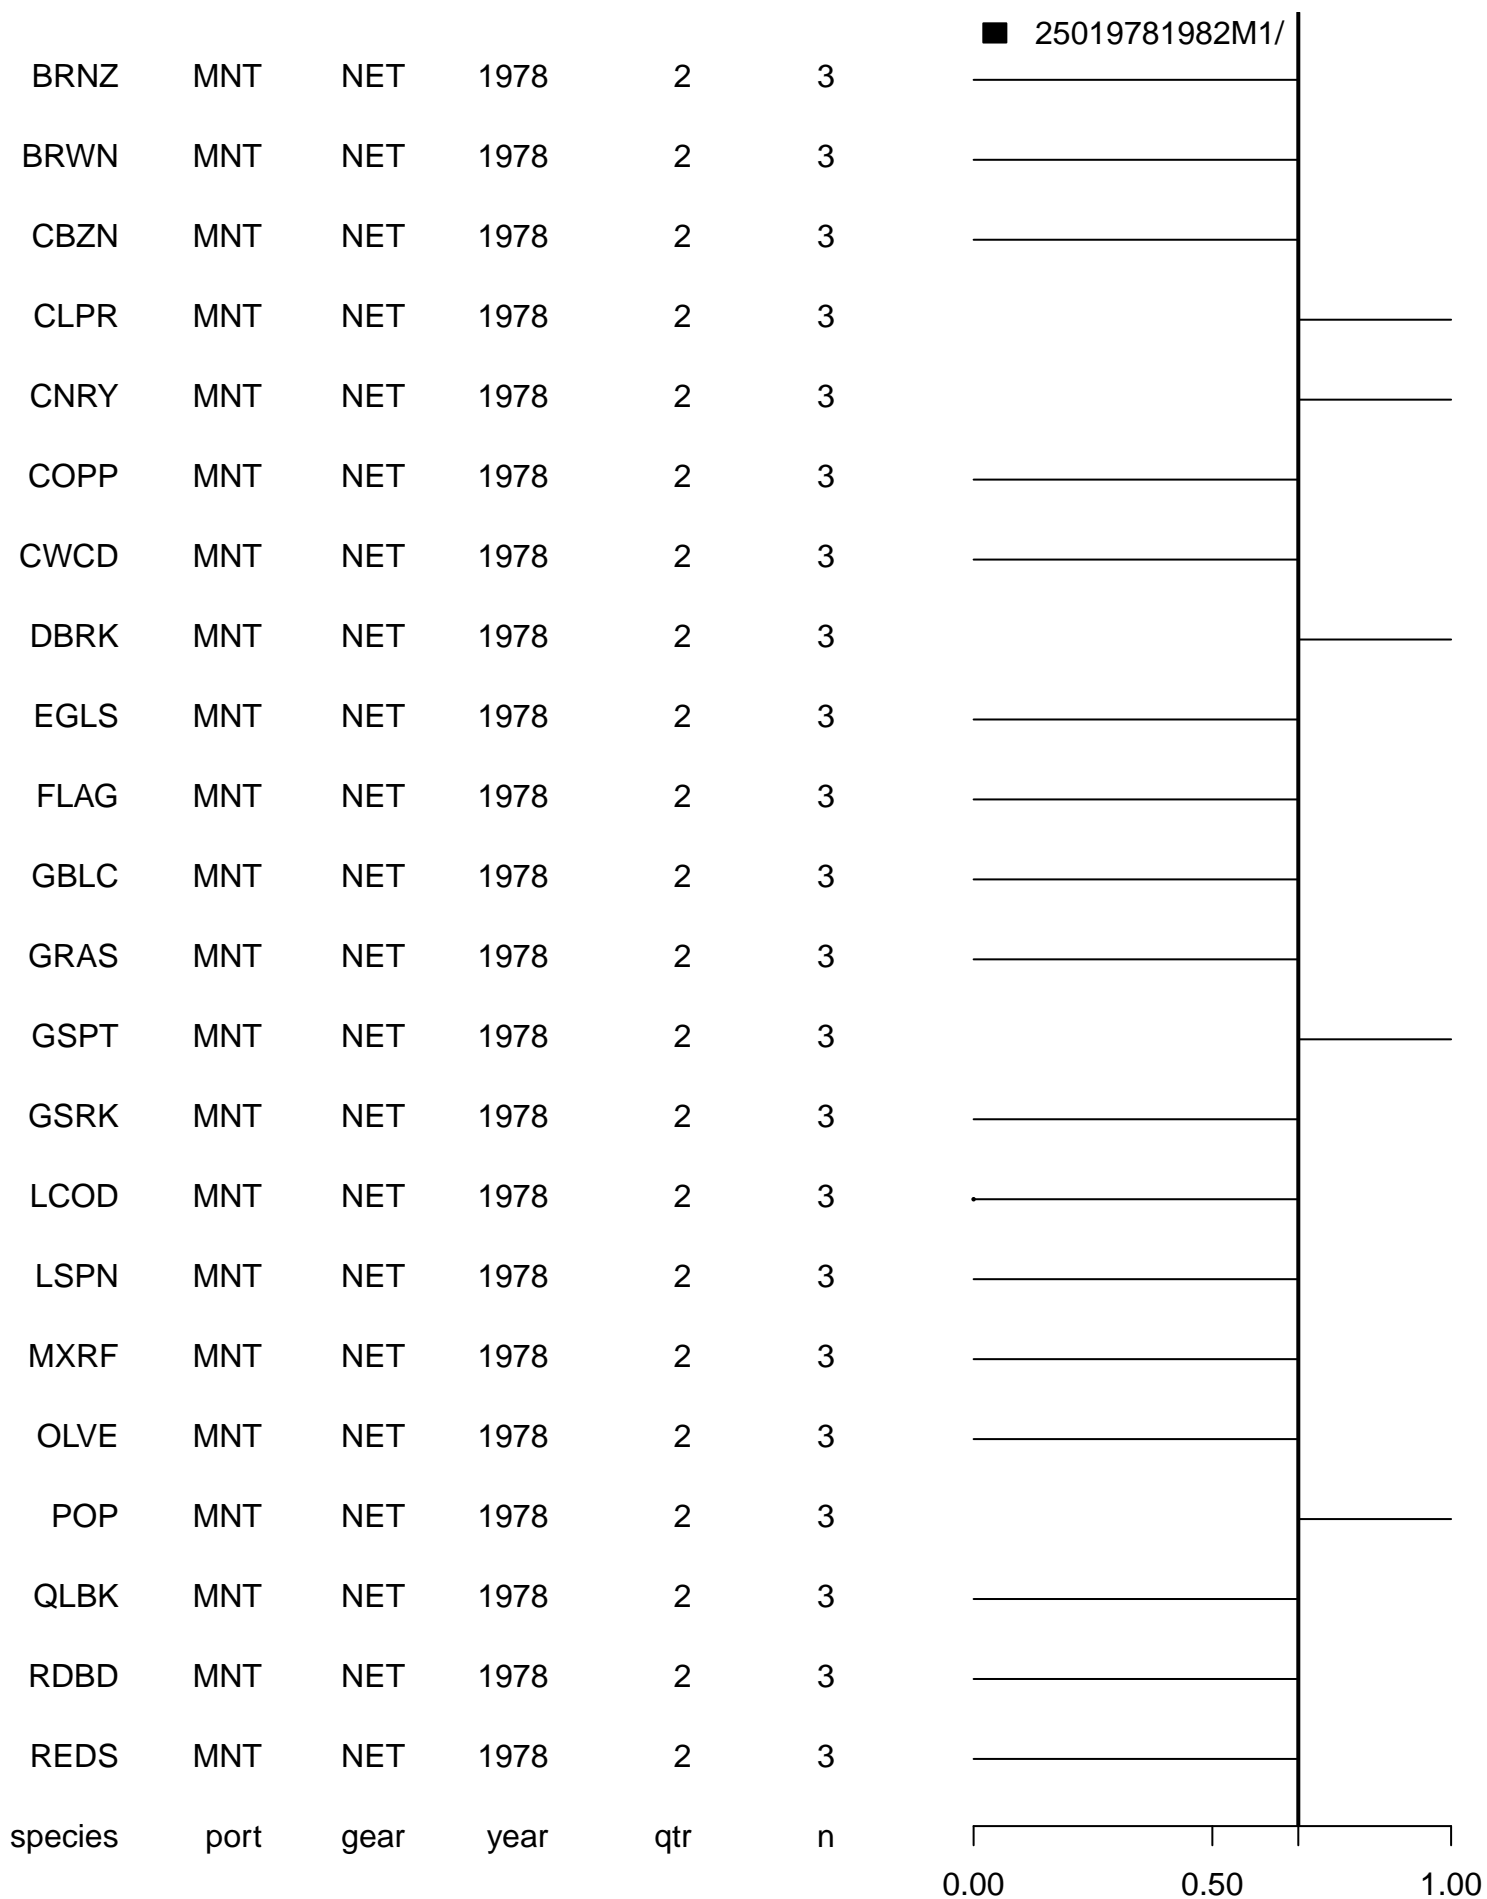 25019781982M1/
BRNZ MNT NET 1978 2 3
BRWN MNT NET 1978 2 3
CBZN MNT NET 1978 2 3
CLPR MNT NET 1978 2 3
CNRY MNT NET 1978 2 3
COPP MNT NET 1978 2 3
CWCD MNT NET 1978 2 3
DBRK MNT NET 1978 2 3
EGLS MNT NET 1978 2 3
FLAG MNT NET 1978 2 3
GBLC MNT NET 1978 2 3
GRAS MNT NET 1978 2 3
GSPT MNT NET 1978 2 3
GSRK MNT NET 1978 2 3
LCOD MNT NET 1978 2 3
LSPN MNT NET 1978 2 3
MXRF MNT NET 1978 2 3
OLVE MNT NET 1978 2 3
POP MNT NET 1978 2 3
QLBK MNT NET 1978 2 3
RDBD MNT NET 1978 2 3
REDS MNT NET 1978 2 3
species port gear year qtr n
0.00 0.50 1.00